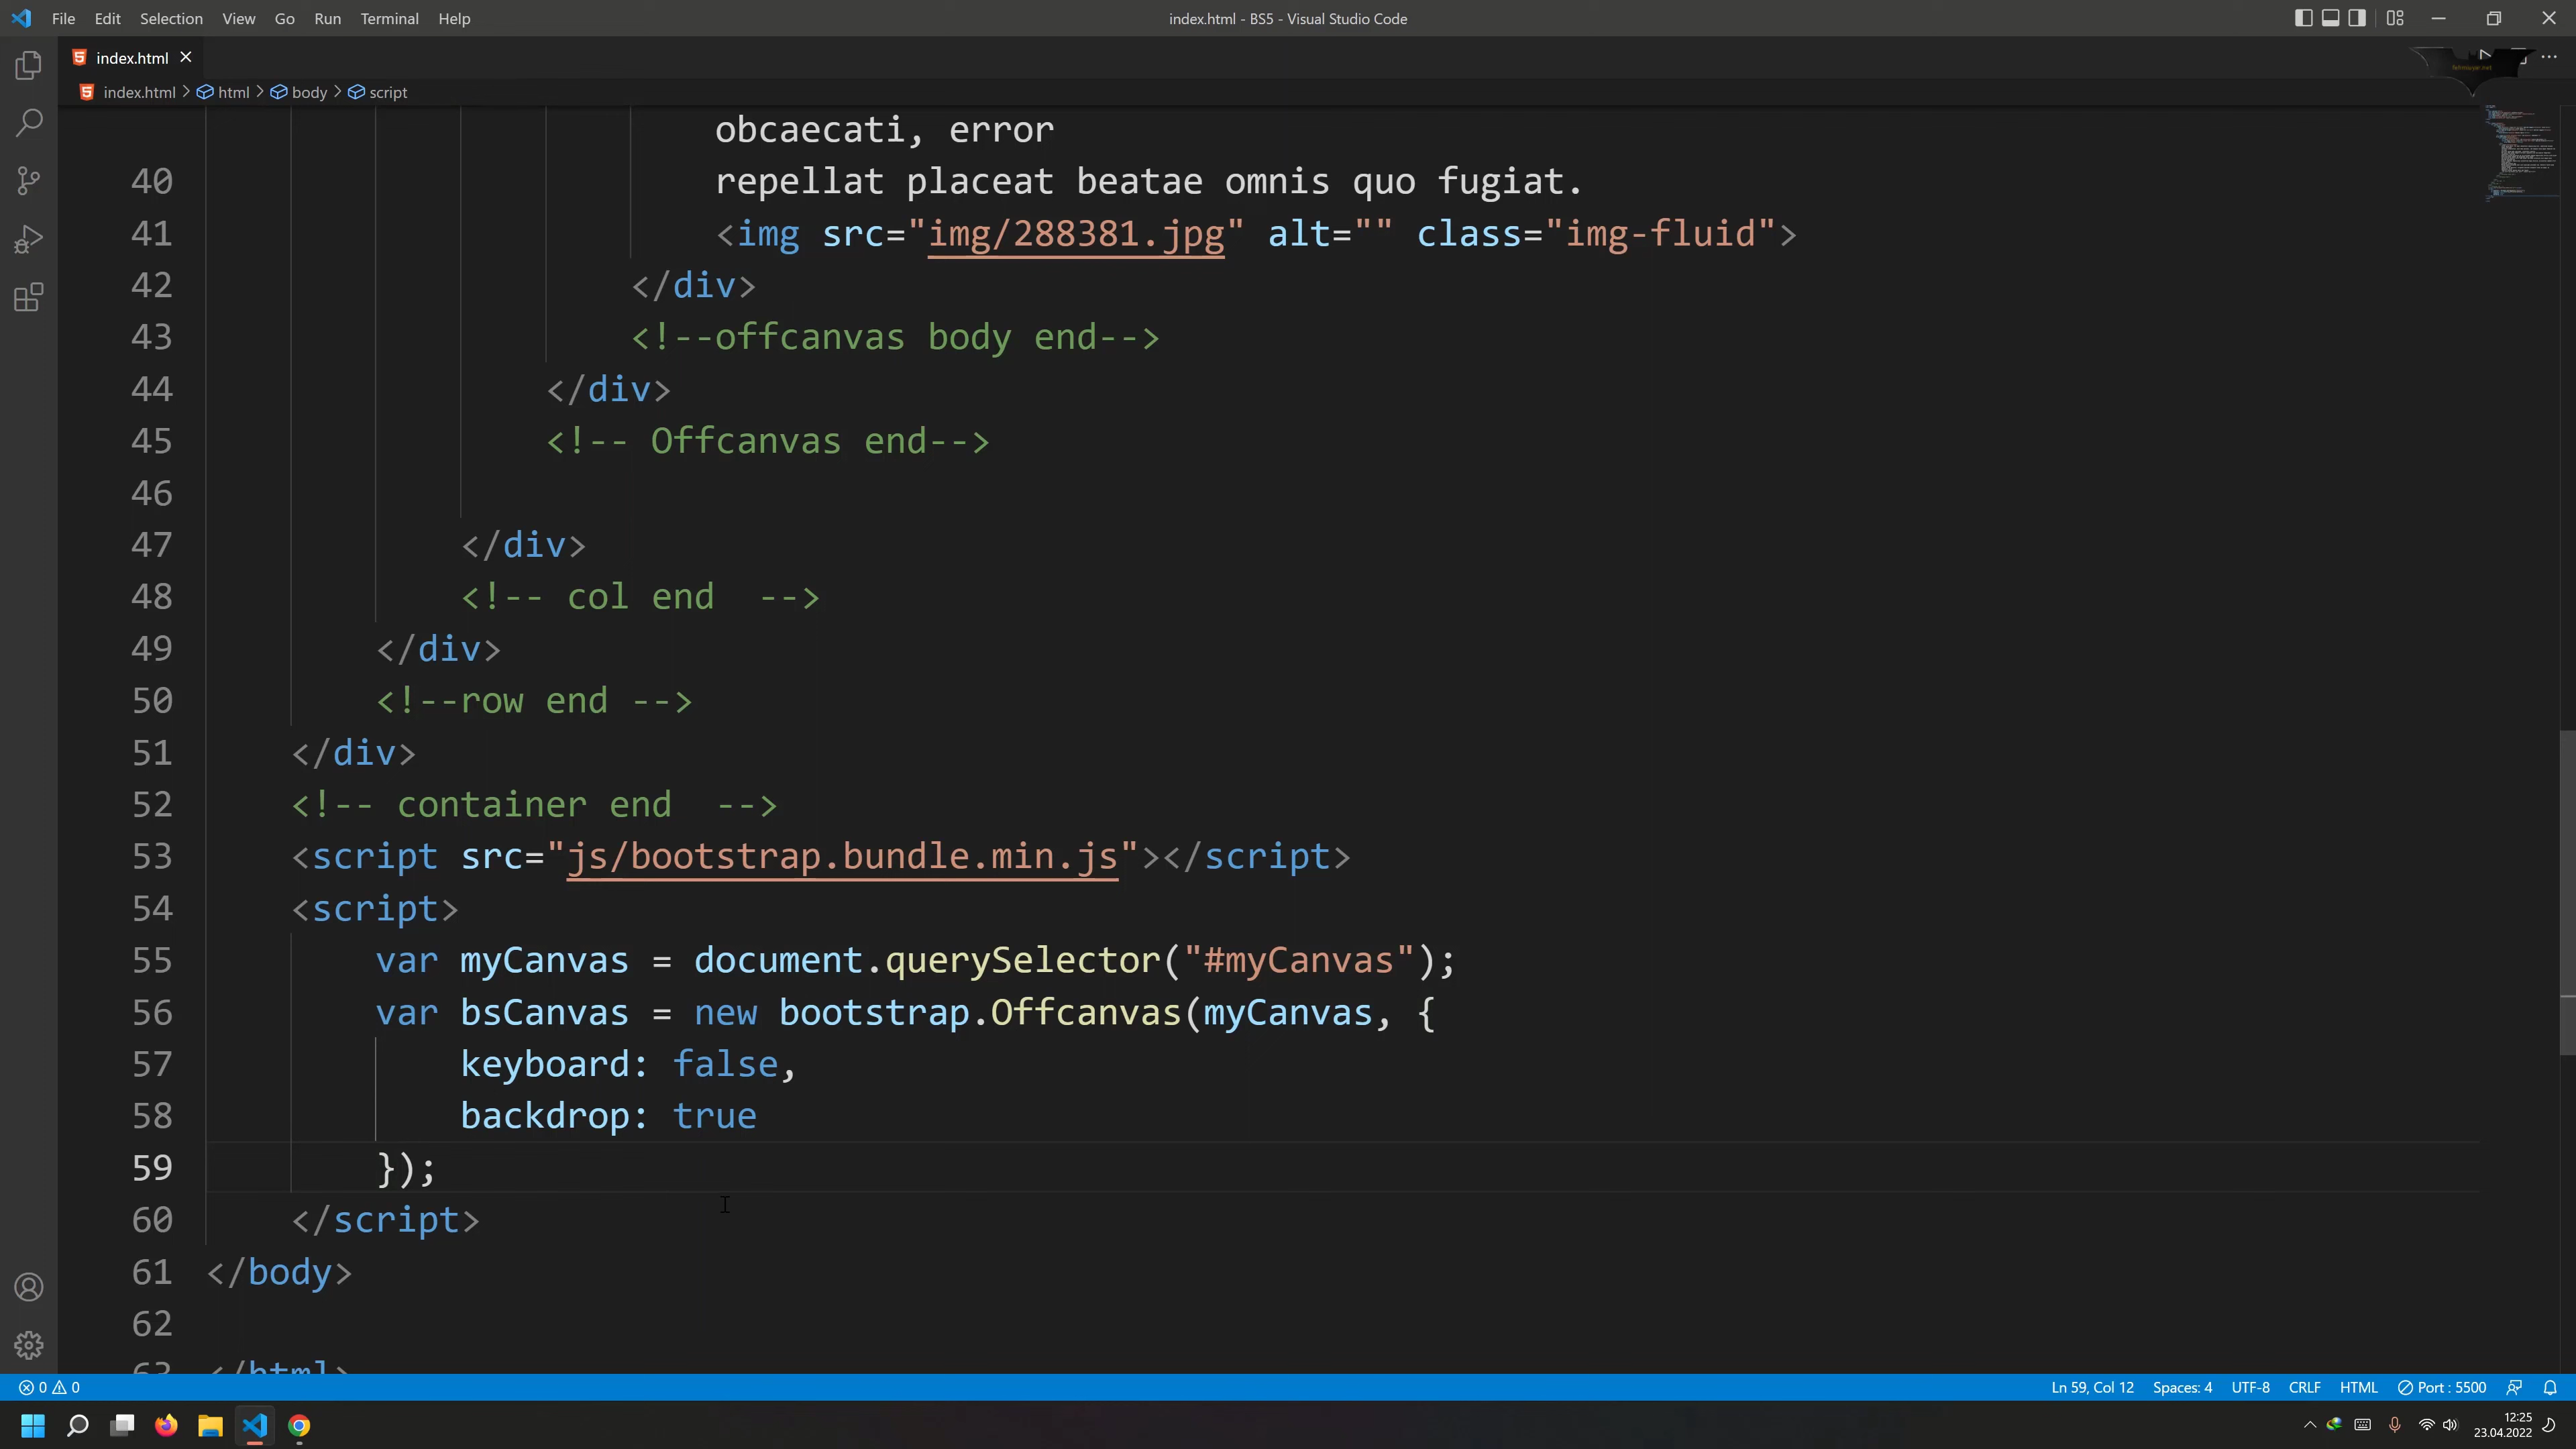 File Edit Selection View Go Run Terminal Help
index.html - BS5 - Visual Studio Code
index.html
index.html > html > body > script
obcaecati, error
40 repellat placeat beatae omnis quo fugiat.
41 <img src="img/288381.jpg" alt="" class="img-fluid">
42 </div>
43 <!--offcanvas body end-->
44 </div>
45 <!-- Offcanvas end-->
46
47 </div>
48 <!-- col end  -->
49 </div>
50 <!--row end -->
51 </div>
52 <!-- container end  -->
53 <script src="js/bootstrap.bundle.min.js"></script>
54 <script>
55 var myCanvas = document.querySelector("#myCanvas");
56 var bsCanvas = new bootstrap.Offcanvas(myCanvas, {
57 keyboard: false,
58 backdrop: true
59 });
60 </script>
61 </body>
62
63 </html>
0 0 Ln 59, Col 12 Spaces: 4 UTF-8 CRLF HTML Port : 5500
12:25
23.04.2022